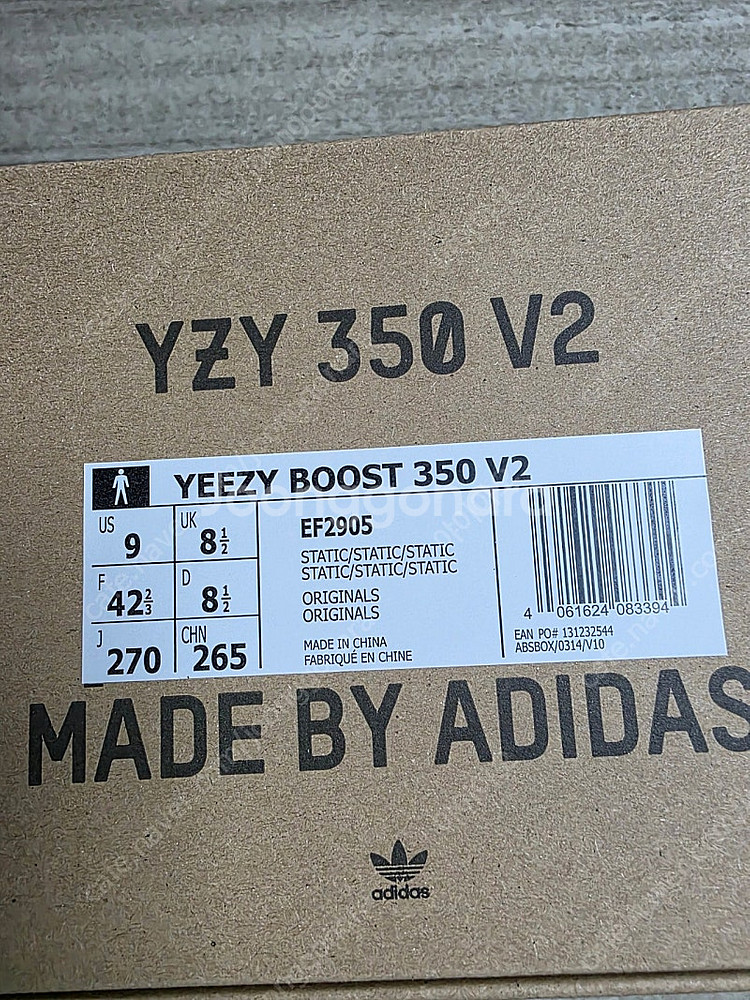 YZY 350 V2
YEEZY BOOST 350 V2
US 9 UK 8 1/2
F 42 2/3 D 8 1/2
J 270 CHN 265
EF2905
STATIC/STATIC/STATIC
STATIC/STATIC/STATIC
ORIGINALS
ORIGINALS
MADE IN CHINA
FABRIQUÉ EN CHINE
4 061624 083394
EAN PO# 131232544
ABSBOX/0314/V10
MADE BY ADIDAS
adidas